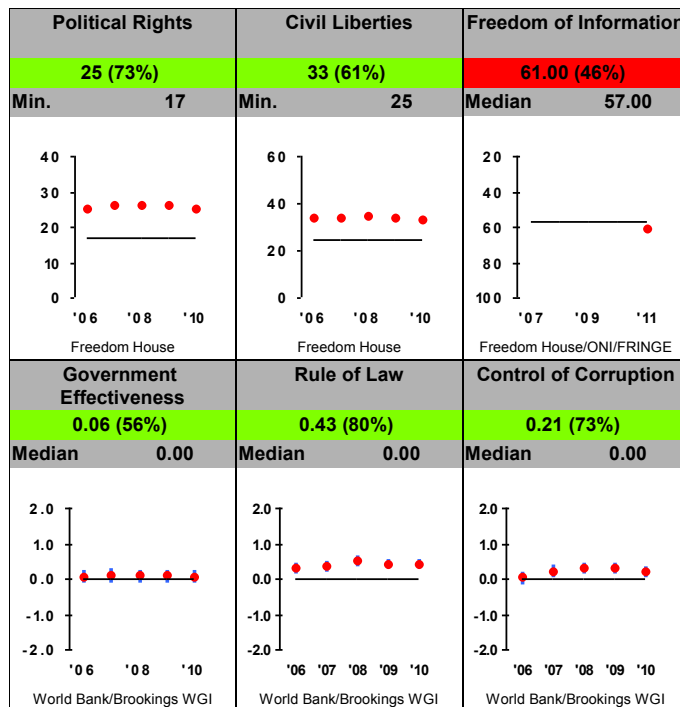 Political Rights
25 (73%)
Min. 17
40
30
20
10
0
'06 '08 '10
Freedom House
Civil Liberties
33 (61%)
Min. 25
60
40
20
0
'06 '08 '10
Freedom House
Freedom of Information
61.00 (46%)
Median 57.00
20
40
60
80
100
'07 '09 '11
Freedom House/ONI/FRINGE
Government
Effectiveness
0.06 (56%)
Median 0.00
2.0
1.0
0.0
-1.0
-2.0
'06 '08 '10
World Bank/Brookings WGI
Rule of Law
0.43 (80%)
Median 0.00
2.0
1.0
0.0
-1.0
-2.0
'06 '07 '08 '09 '10
World Bank/Brookings WGI
Control of Corruption
0.21 (73%)
Median 0.00
2.0
1.0
0.0
-1.0
-2.0
'06 '07 '08 '09 '10
World Bank/Brookings WGI